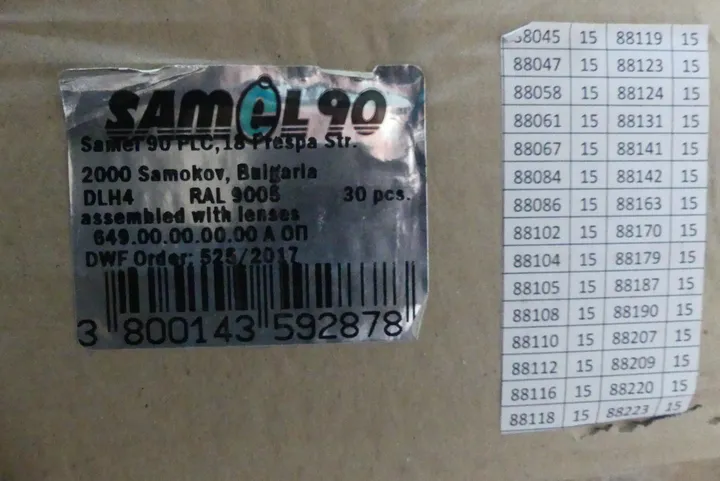 SAMEL 90
Samel 90 PLC, 18 Prespa Str.
2000 Samokov, Bulgaria
DLH4 RAL 9005 30 pcs.
assembled with lenses
649.00.00.00.00 А ОП
DWF Order: 525/2017
3 800143 592878
88045 15 88119 15
88047 15 88123 15
88058 15 88124 15
88061 15 88131 15
88067 15 88141 15
88084 15 88142 15
88086 15 88163 15
88102 15 88170 15
88104 15 88179 15
88105 15 88187 15
88108 15 88190 15
88110 15 88207 15
88112 15 88209 15
88116 15 88220 15
88118 15 88223 15